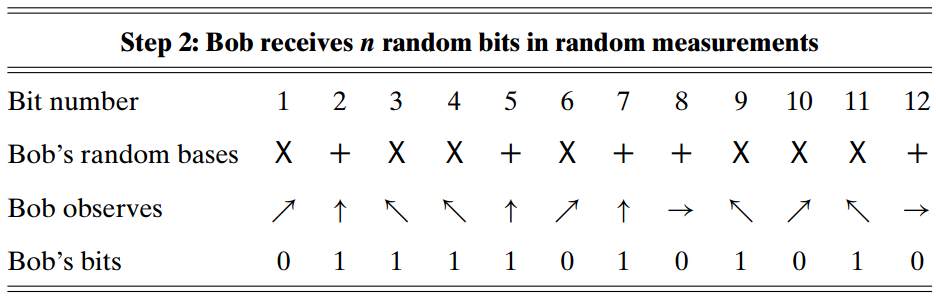 Step 2: Bob receives n random bits in random measurements
Bit number 1 2 3 4 5 6 7 8 9 10 11 12
Bob's random bases X + X X + X + + X X X +
Bob observes ↗ ↑ ↖ ↖ ↑ ↗ ↑ → ↖ ↗ ↖ →
Bob's bits 0 1 1 1 1 0 1 0 1 0 1 0